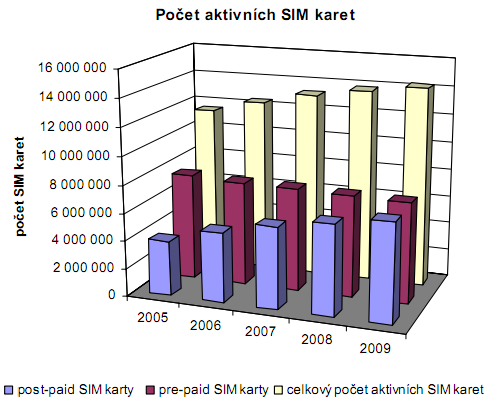 Počet aktivních SIM karet
počet SIM karet
16 000 000
14 000 000
12 000 000
10 000 000
8 000 000
6 000 000
4 000 000
2 000 000
0
2005
2006
2007
2008
2009
post-paid SIM karty pre-paid SIM karty celkový počet aktivních SIM karet